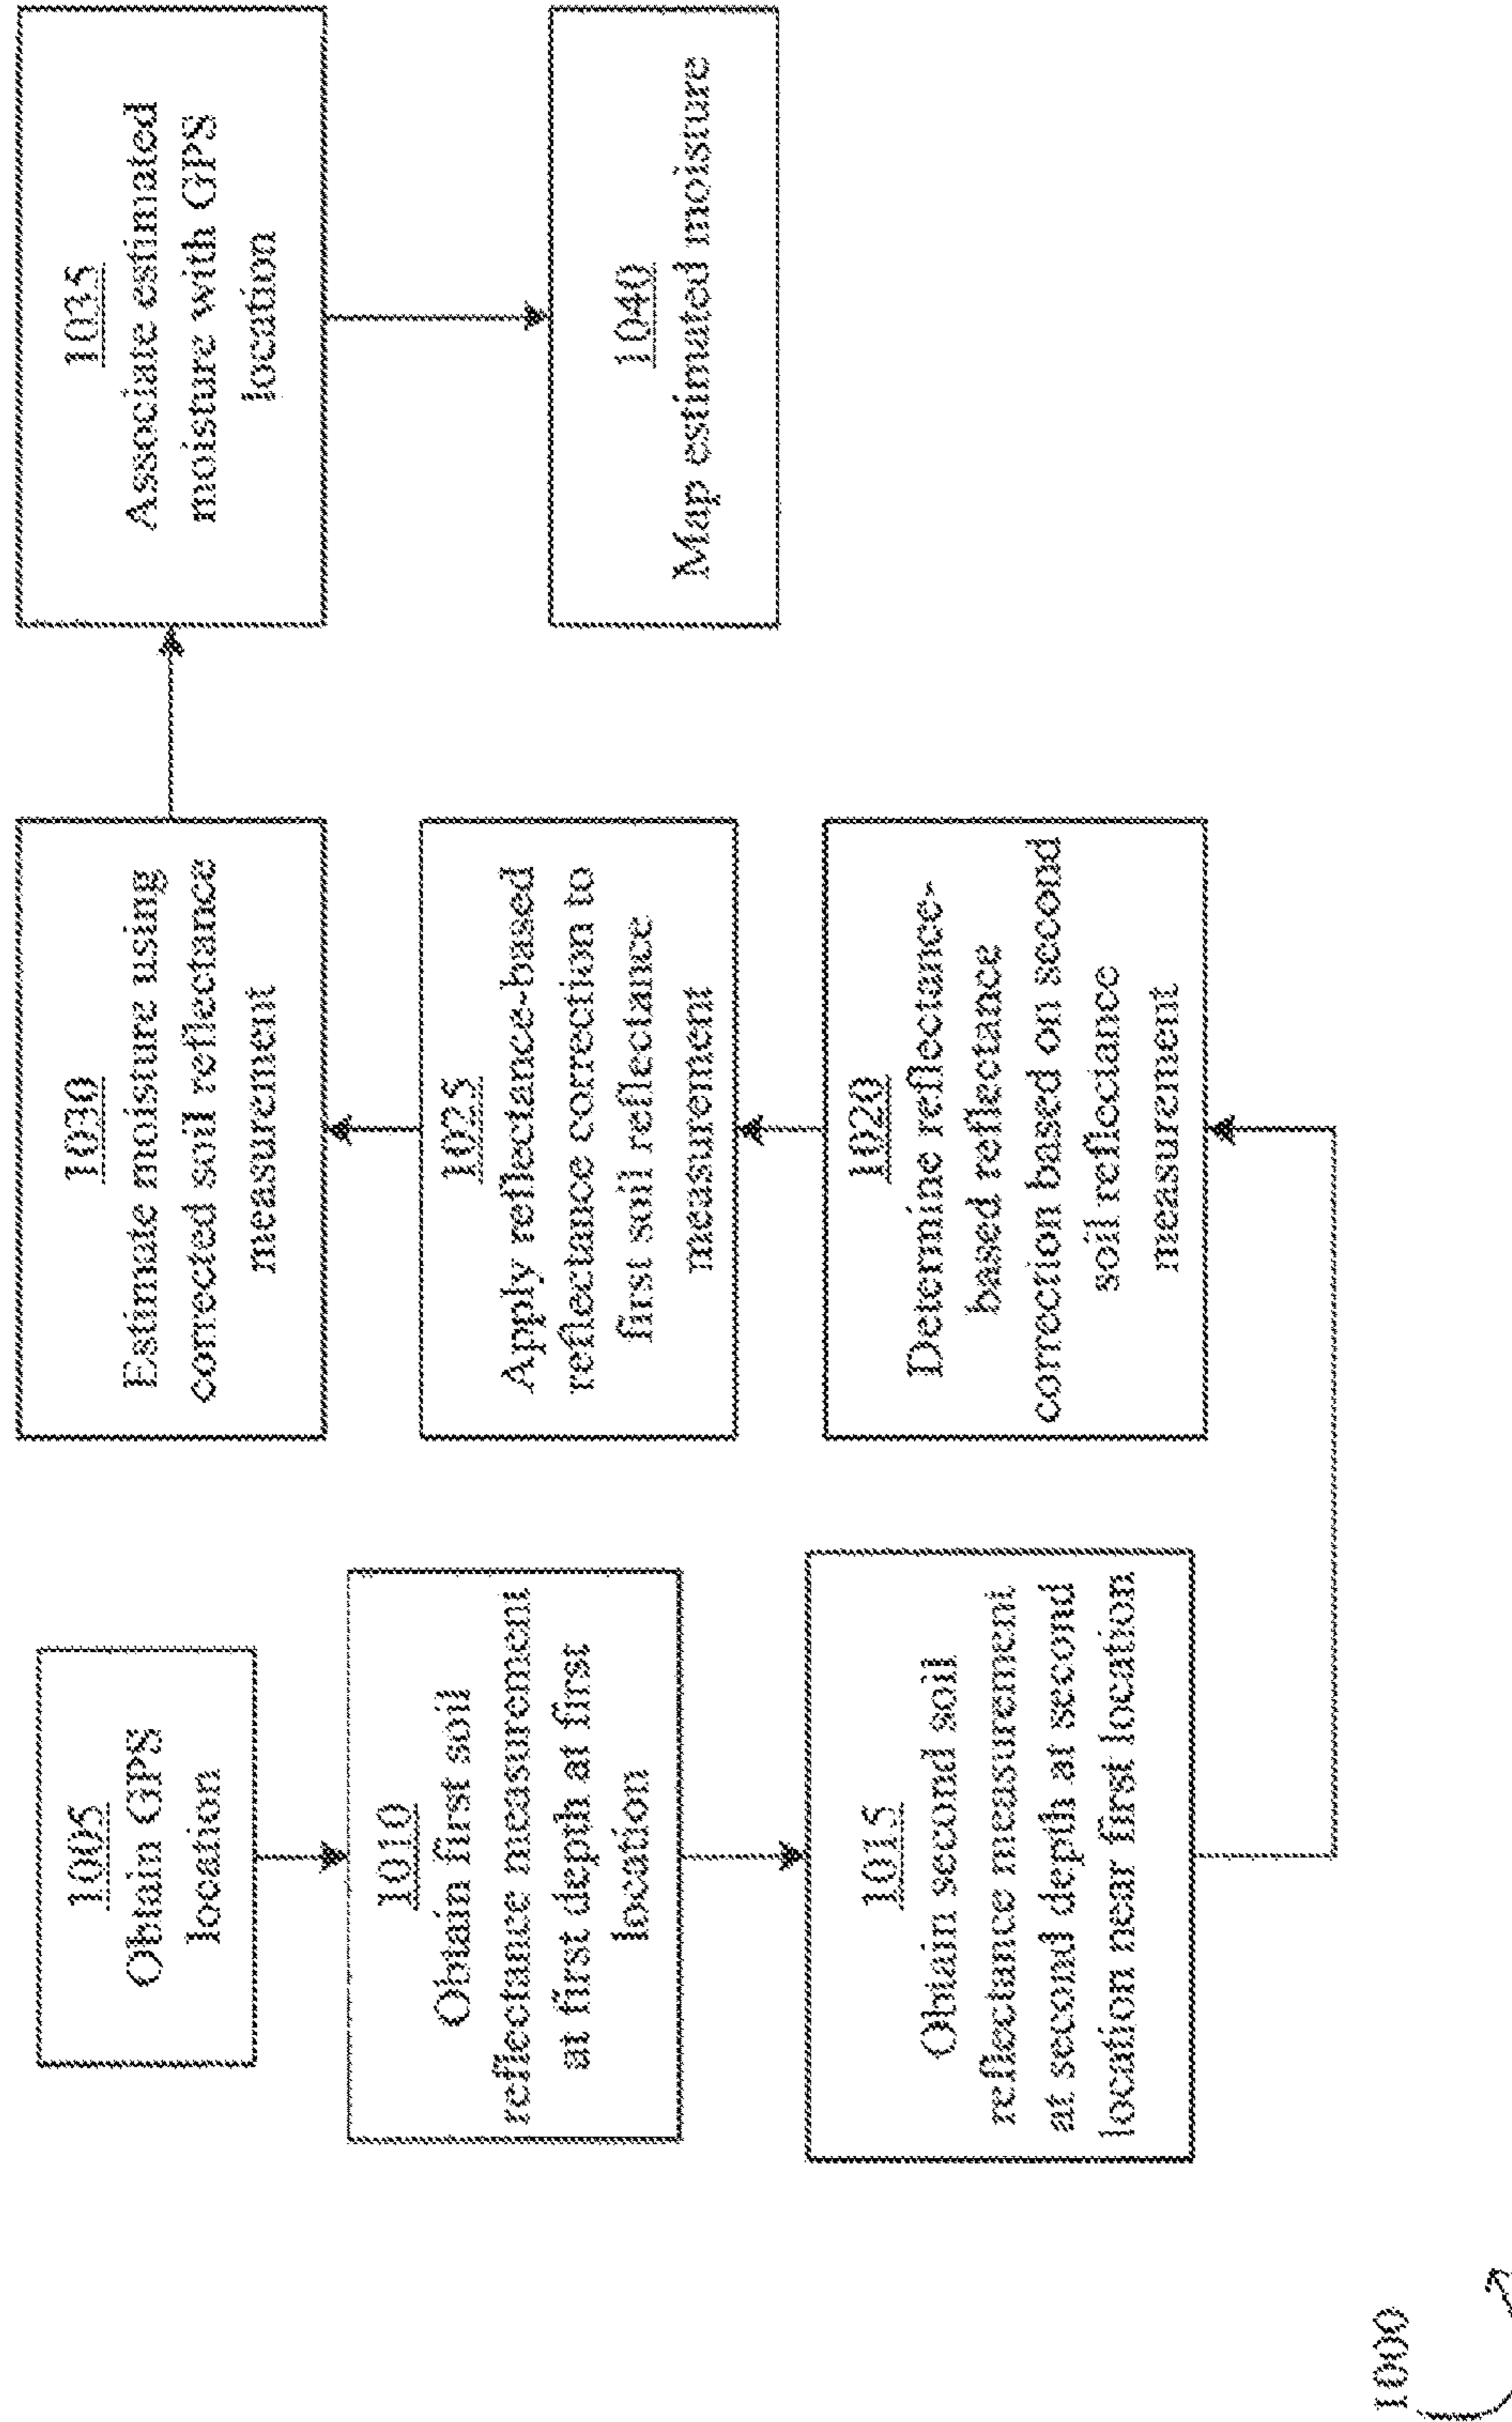 1005
Obtain GPS
location
1010
Obtain first soil
reflectance measurement
at first depth at first
location
1015
Obtain second soil
reflectance measurement
at second depth at second
location near first location
1020
Determine reflectance-
based reflectance
correction based on second
soil reflectance
measurement
1025
Apply reflectance-based
reflectance correction to
first soil reflectance
measurement
1030
Estimate moisture using
corrected soil reflectance
measurement
1035
Associate estimated
moisture with GPS
location
1040
Map estimated moisture
1000